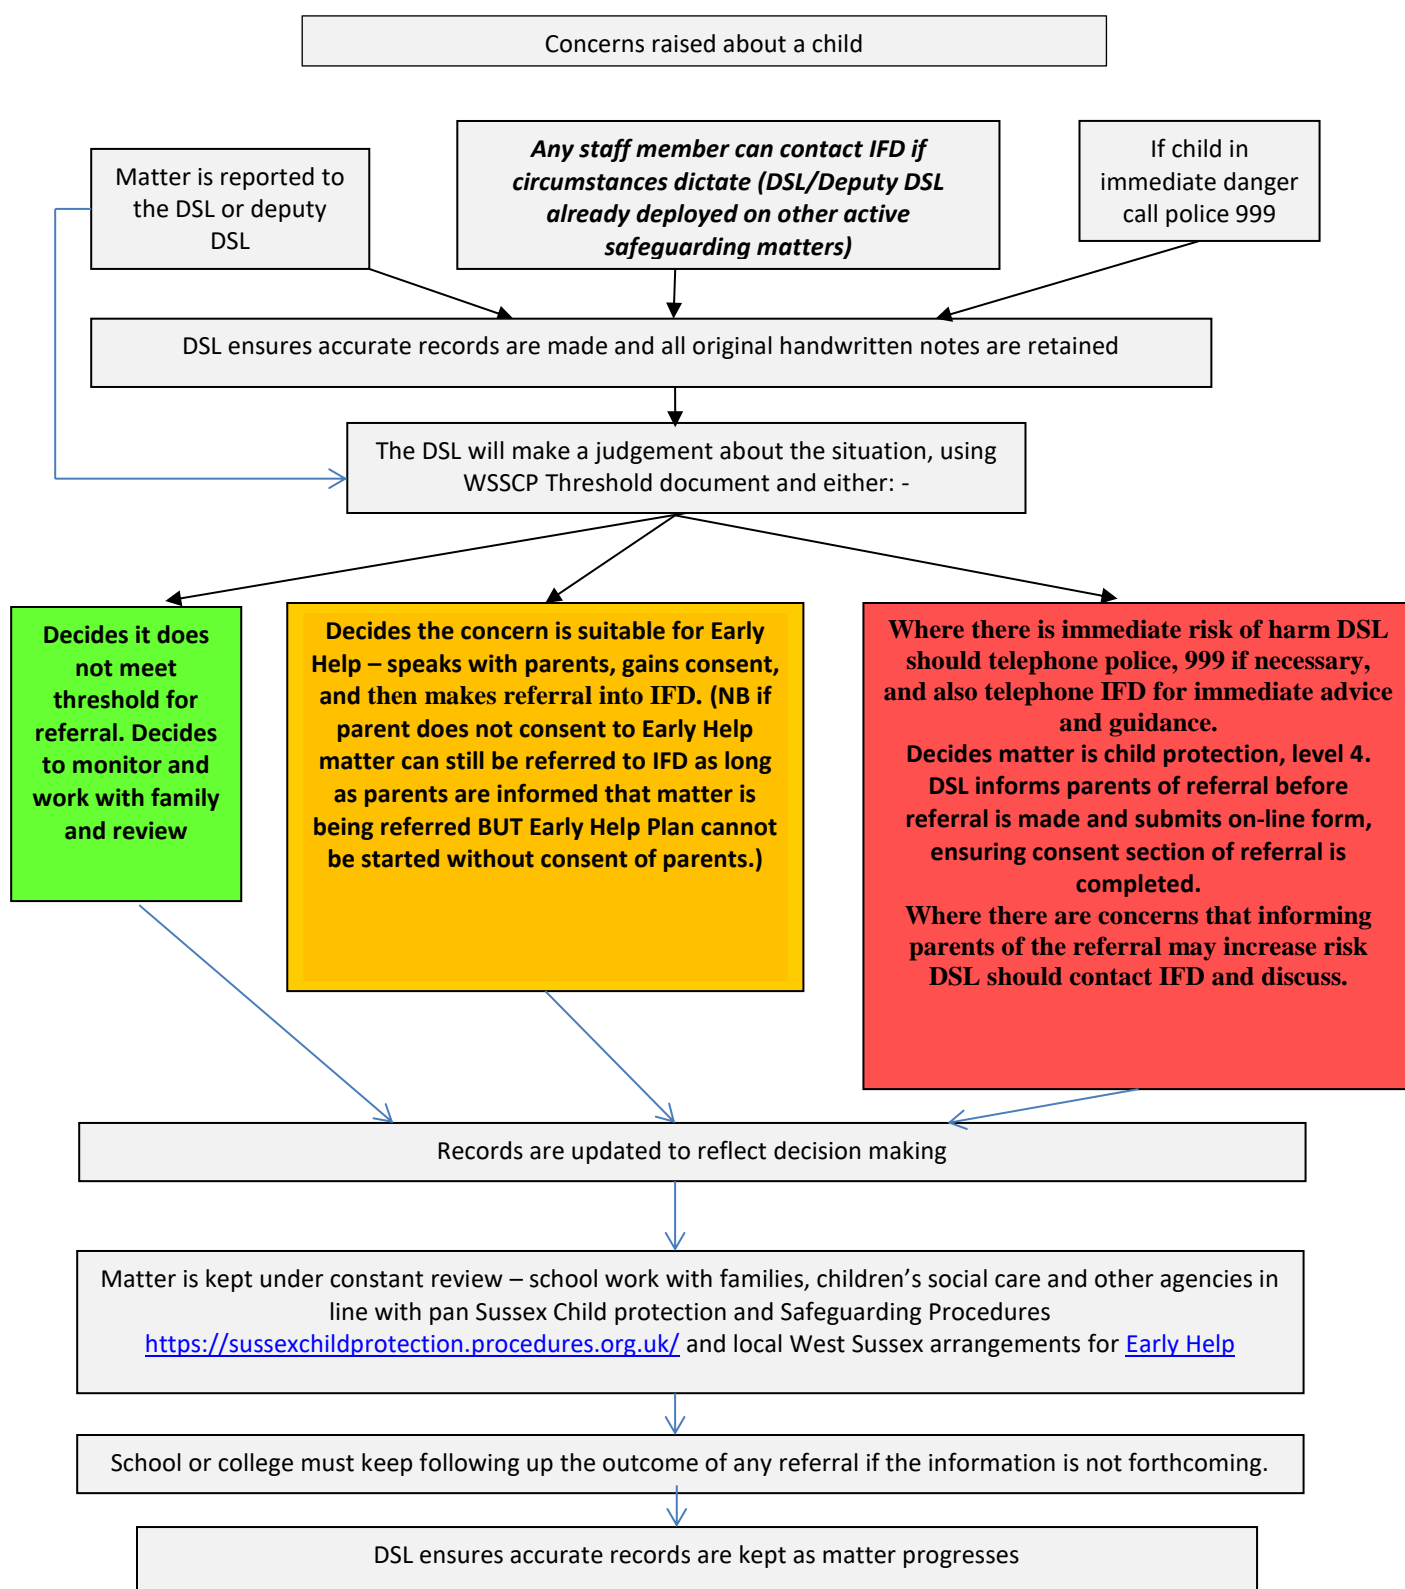 Concerns raised about a child
Matter is reported to
the DSL or deputy
DSL
Any staff member can contact IFD if
circumstances dictate (DSL/Deputy DSL
already deployed on other active
safeguarding matters)
If child in
immediate danger
call police 999
DSL ensures accurate records are made and all original handwritten notes are retained
The DSL will make a judgement about the situation, using
WSSCP Threshold document and either: -
Decides it does
not meet
threshold for
referral. Decides
to monitor and
work with family
and review
Decides the concern is suitable for Early
Help – speaks with parents, gains consent,
and then makes referral into IFD. (NB if
parent does not consent to Early Help
matter can still be referred to IFD as long
as parents are informed that matter is
being referred BUT Early Help Plan cannot
be started without consent of parents.)
Where there is immediate risk of harm DSL
should telephone police, 999 if necessary,
and also telephone IFD for immediate advice
and guidance.
Decides matter is child protection, level 4.
DSL informs parents of referral before
referral is made and submits on-line form,
ensuring consent section of referral is
completed.
Where there are concerns that informing
parents of the referral may increase risk
DSL should contact IFD and discuss.
Records are updated to reflect decision making
Matter is kept under constant review – school work with families, children’s social care and other agencies in
line with pan Sussex Child protection and Safeguarding Procedures
https://sussexchildprotection.procedures.org.uk/ and local West Sussex arrangements for Early Help
School or college must keep following up the outcome of any referral if the information is not forthcoming.
DSL ensures accurate records are kept as matter progresses